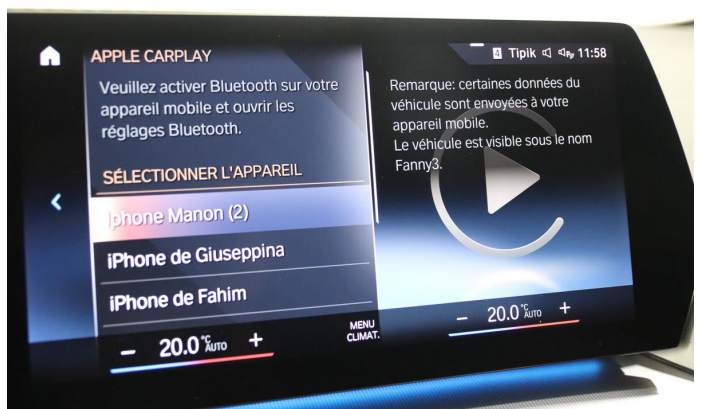 APPLE CARPLAY
Veuillez activer Bluetooth sur votre
appareil mobile et ouvrir les
réglages Bluetooth.
SÉLECTIONNER L'APPAREIL
Iphone Manon (2)
iPhone de Giuseppina
iPhone de Fahim
4 Tipik 11:58
Remarque: certaines données du
véhicule sont envoyées à votre
appareil mobile.
Le véhicule est visible sous le nom
Fanny3.
– 20.0 °C AUTO +
MENU
CLIMAT.
– 20.0 °C AUTO +